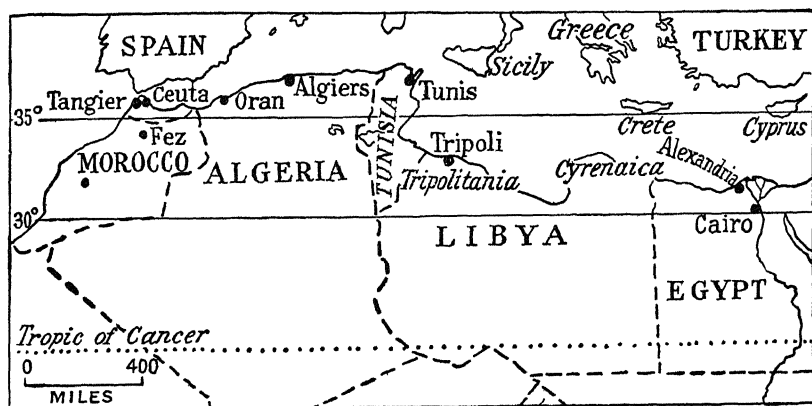 SPAIN
Greece
TURKEY
Sicily
Tangier
Ceuta
Oran
Algiers
Tunis
35°
Fez
Crete
Cyprus
MOROCCO
ALGERIA
TUNISIA
Tripoli
Tripolitania
Cyrenaica
Alexandria
30°
LIBYA
Cairo
EGYPT
Tropic of Cancer
0 400
MILES